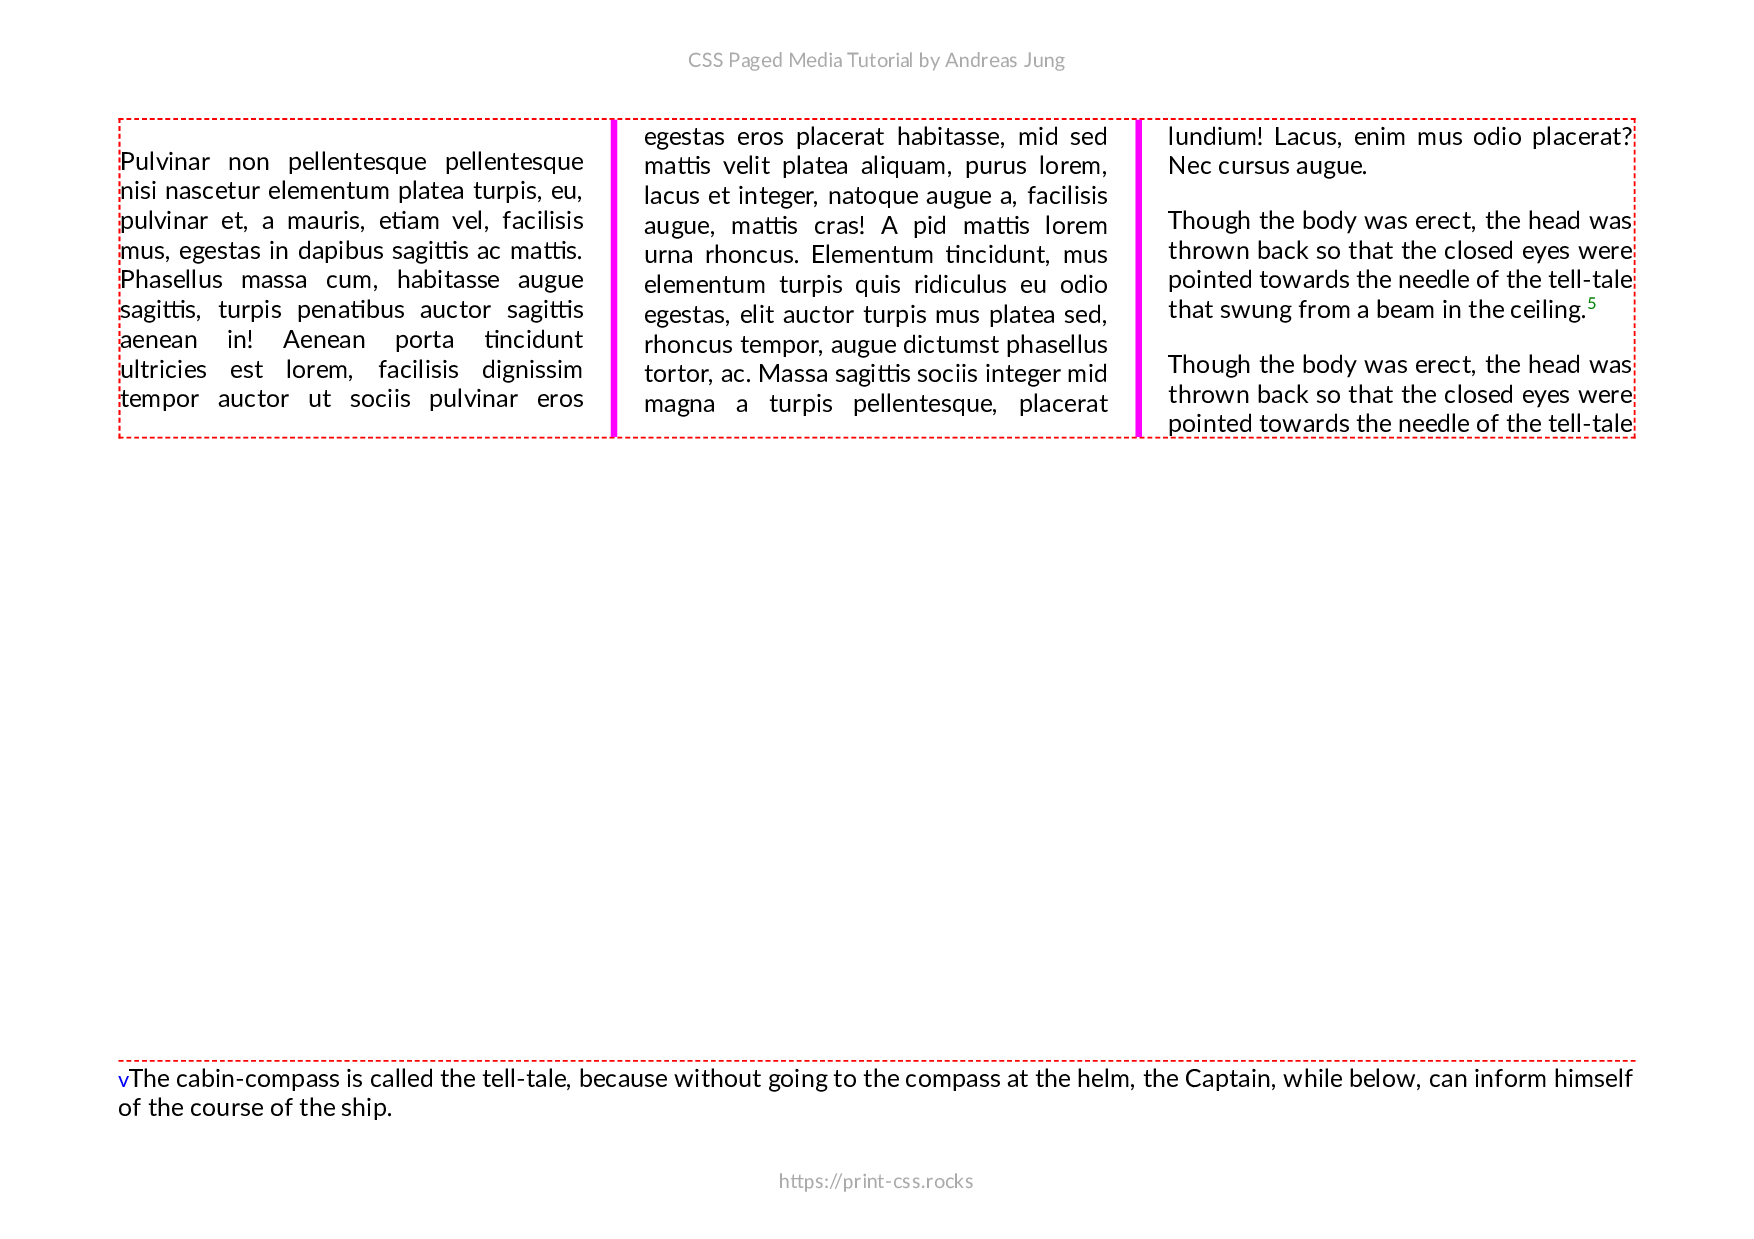 CSS Paged Media Tutorial by Andreas Jung
Pulvinar non pellentesque pellentesque
nisi nascetur elementum platea turpis, eu,
pulvinar et, a mauris, etiam vel, facilisis
mus, egestas in dapibus sagittis ac mattis.
Phasellus massa cum, habitasse augue
sagittis, turpis penatibus auctor sagittis
aenean in! Aenean porta tincidunt
ultricies est lorem, facilisis dignissim
tempor auctor ut sociis pulvinar eros
egestas eros placerat habitasse, mid sed
mattis velit platea aliquam, purus lorem,
lacus et integer, natoque augue a, facilisis
augue, mattis cras! A pid mattis lorem
urna rhoncus. Elementum tincidunt, mus
elementum turpis quis ridiculus eu odio
egestas, elit auctor turpis mus platea sed,
rhoncus tempor, augue dictumst phasellus
tortor, ac. Massa sagittis sociis integer mid
magna a turpis pellentesque, placerat
lundium! Lacus, enim mus odio placerat?
Nec cursus augue.
Though the body was erect, the head was
thrown back so that the closed eyes were
pointed towards the needle of the tell-tale
that swung from a beam in the ceiling.5
Though the body was erect, the head was
thrown back so that the closed eyes were
pointed towards the needle of the tell-tale
vThe cabin-compass is called the tell-tale, because without going to the compass at the helm, the Captain, while below, can inform himself
of the course of the ship.
https://print-css.rocks